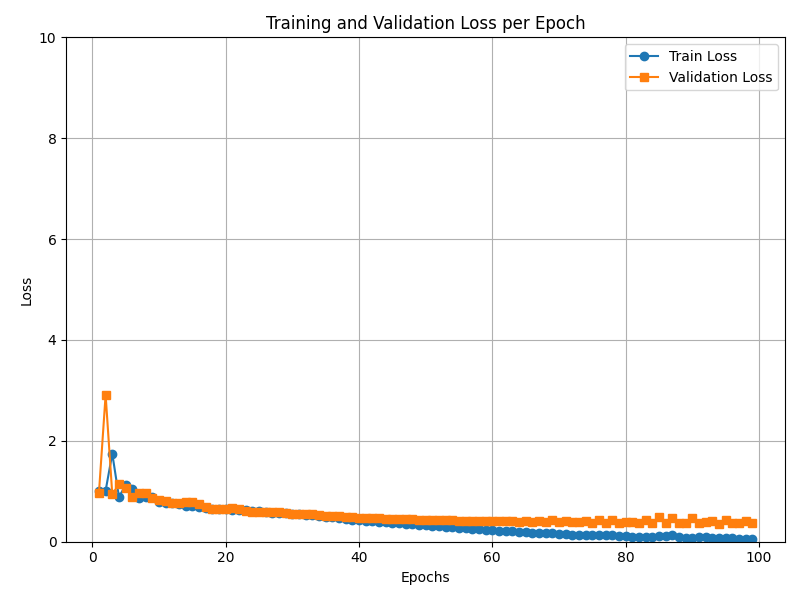 Training and Validation Loss per Epoch
Train Loss
Validation Loss
Loss
10
8
6
4
2
0
0 20 40 60 80 100
Epochs